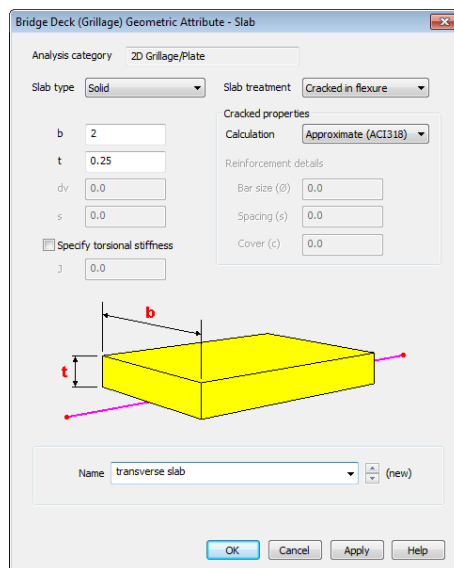 Bridge Deck (Grillage) Geometric Attribute - Slab
Analysis category 2D Grillage/Plate
Slab type Solid Slab treatment Cracked in flexure
Cracked properties
b 2 Calculation Approximate (ACI318)
t 0.25 Reinforcement details
dv 0.0 Bar size (Ø) 0.0
s 0.0 Spacing (s) 0.0
Specify torsional stiffness Cover (c) 0.0
J 0.0
b
t
Name transverse slab (new)
OK Cancel Apply Help